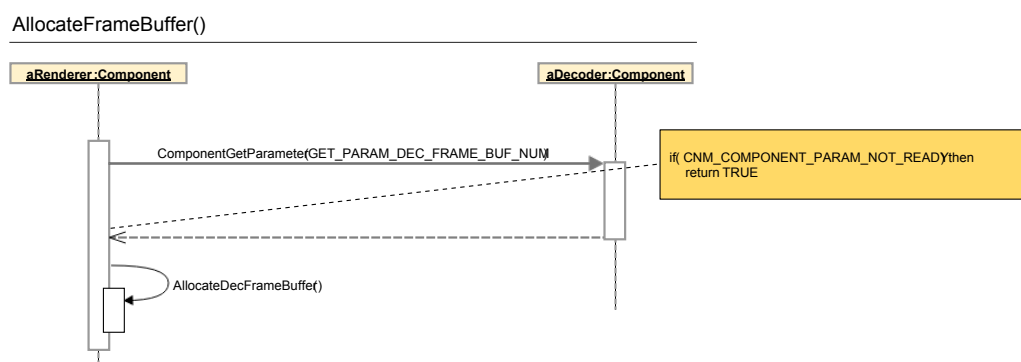 AllocateFrameBuffer()
aRenderer:Component
aDecoder:Component
ComponentGetParameter(GET_PARAM_DEC_FRAME_BUF_NUM)
if( CNM_COMPONENT_PARAM_NOT_READY) then
return TRUE
AllocateDecFrameBuffer()